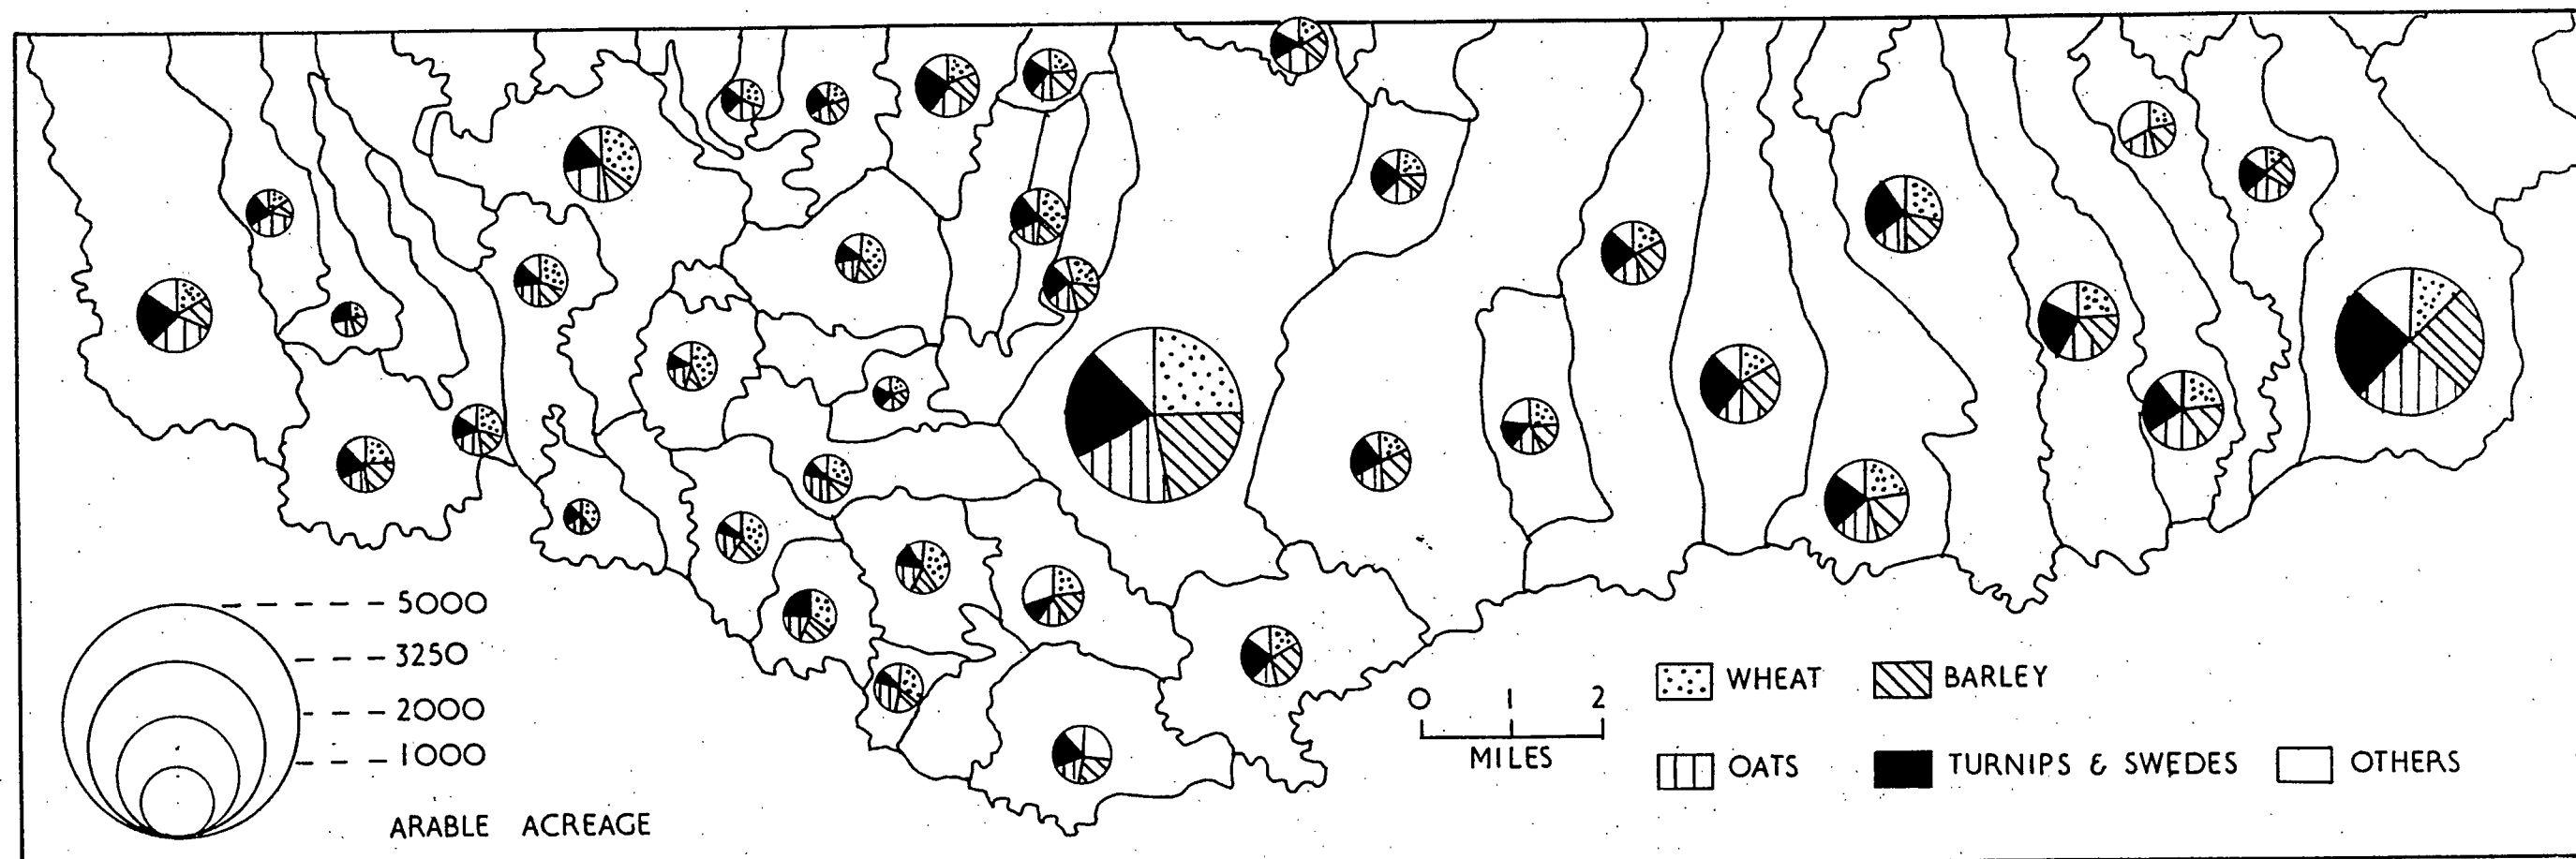 5000
3250
2000
1000
ARABLE ACREAGE
0 1 2
MILES
WHEAT
BARLEY
OATS
TURNIPS & SWEDES
OTHERS